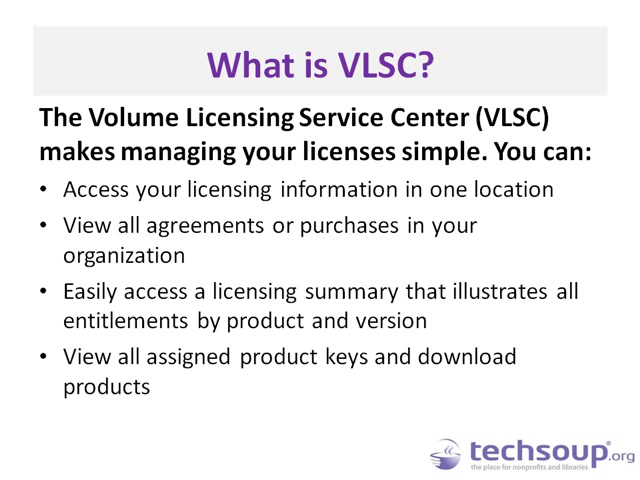 What is VLSC?
The Volume Licensing Service Center (VLSC)
makes managing your licenses simple. You can:
• Access your licensing information in one location
• View all agreements or purchases in your
organization
• Easily access a licensing summary that illustrates all
entitlements by product and version
• View all assigned product keys and download
products
techsoup®.org
the place for nonprofits and libraries